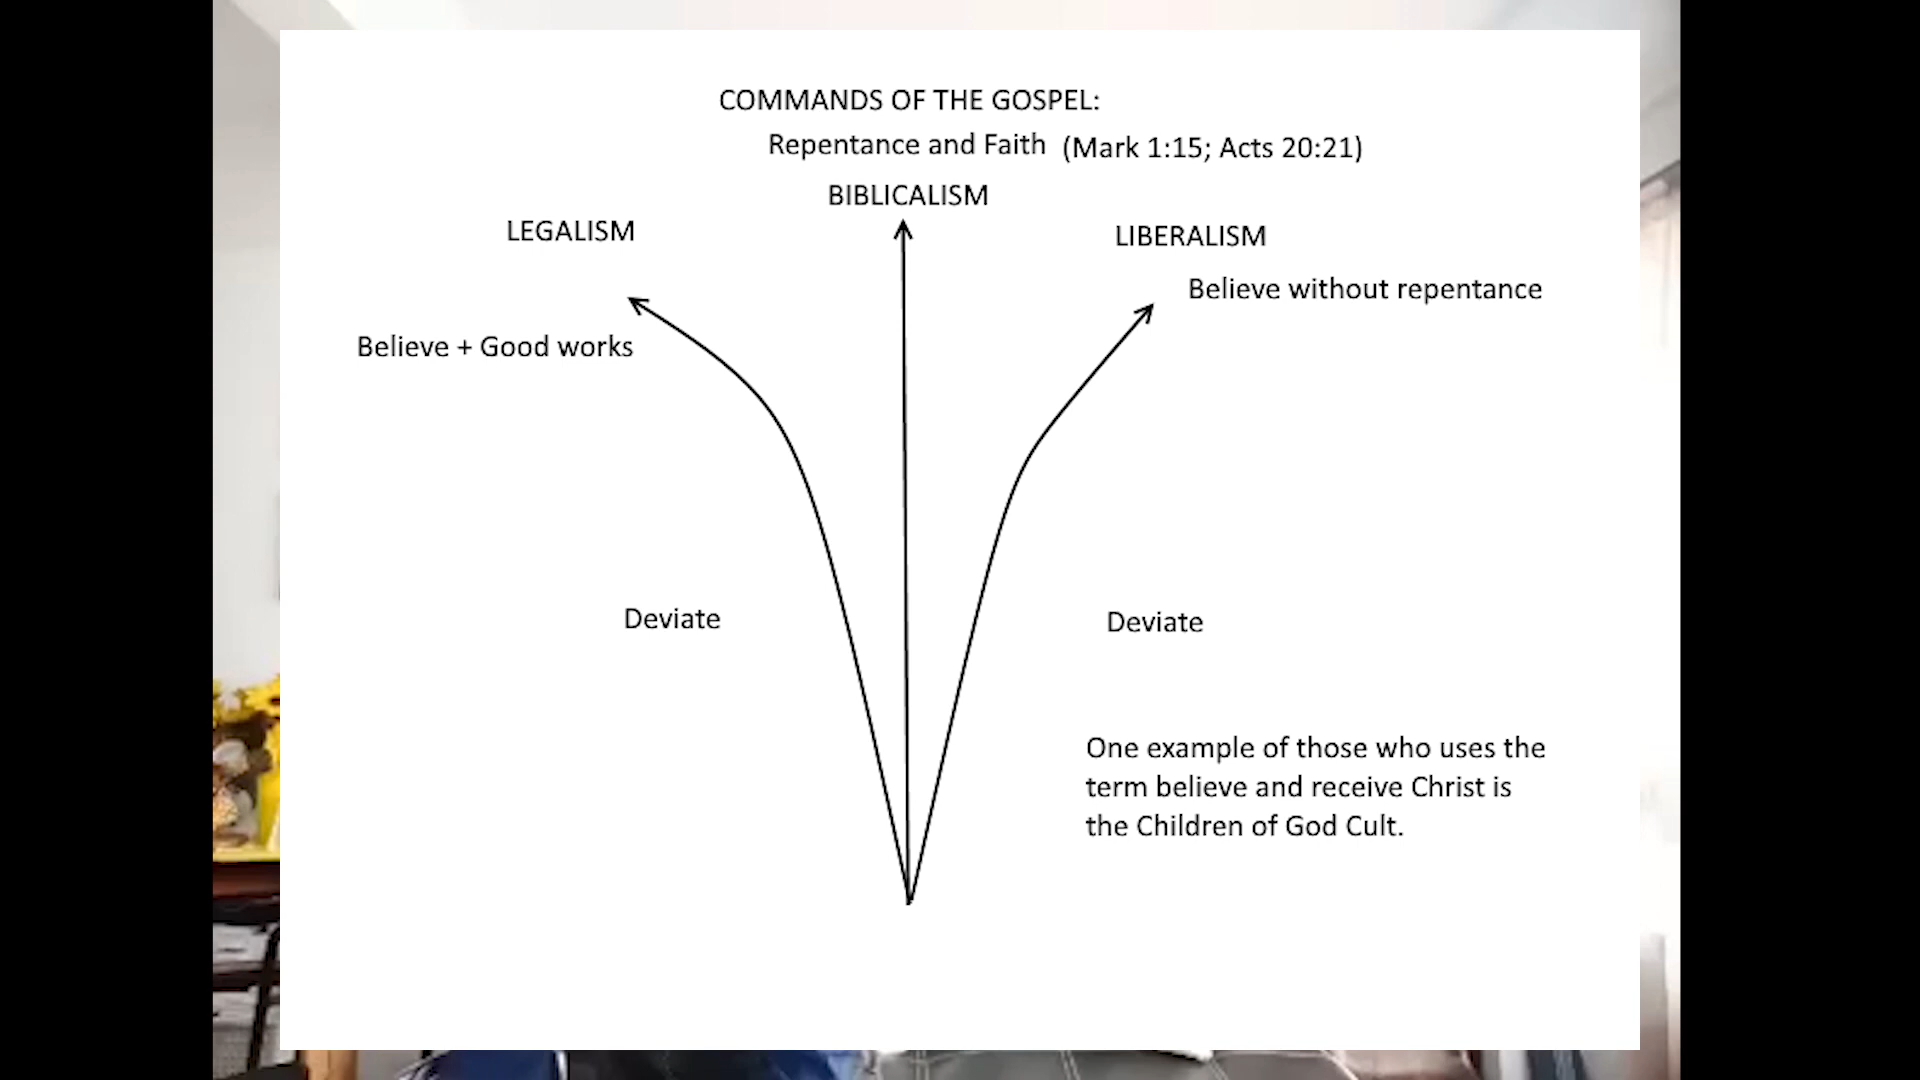 COMMANDS OF THE GOSPEL:
Repentance and Faith (Mark 1:15; Acts 20:21)
BIBLICALISM
LEGALISM
LIBERALISM
Believe without repentance
Believe + Good works
Deviate
Deviate
One example of those who uses the
term believe and receive Christ is
the Children of God Cult.